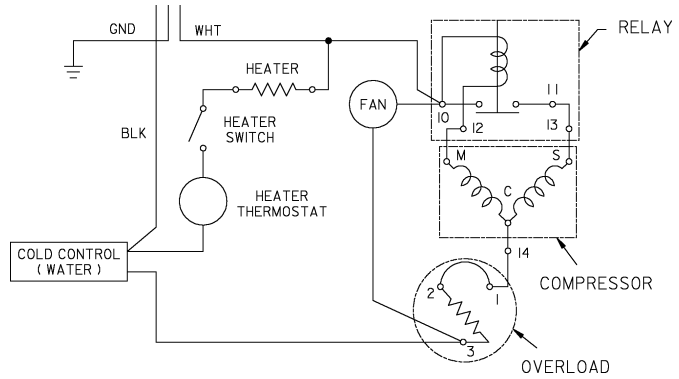 GND
WHT
RELAY
HEATER
FAN
11
10
12
13
BLK
HEATER
SWITCH
M
S
C
HEATER
THERMOSTAT
COLD CONTROL
( WATER )
14
COMPRESSOR
2
1
3
OVERLOAD